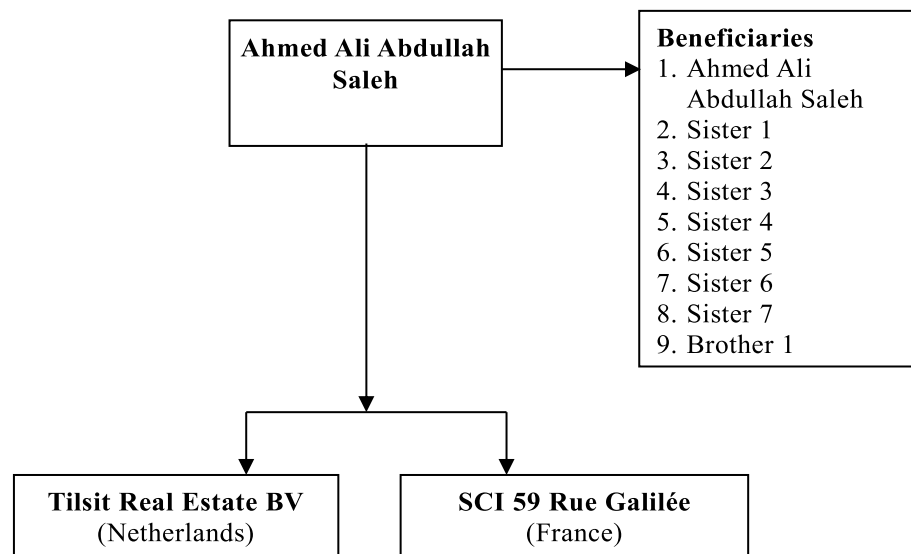 Ahmed Ali Abdullah
Saleh
Beneficiaries
1. Ahmed Ali
Abdullah Saleh
2. Sister 1
3. Sister 2
4. Sister 3
5. Sister 4
6. Sister 5
7. Sister 6
8. Sister 7
9. Brother 1
Tilsit Real Estate BV
(Netherlands)
SCI 59 Rue Galilée
(France)